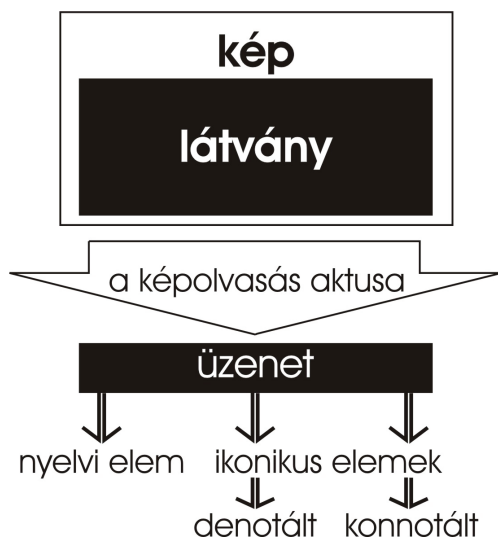 kép
látvány
a képolvasás aktusa
üzenet
nyelvi elem ikonikus elemek
denotált konnotált